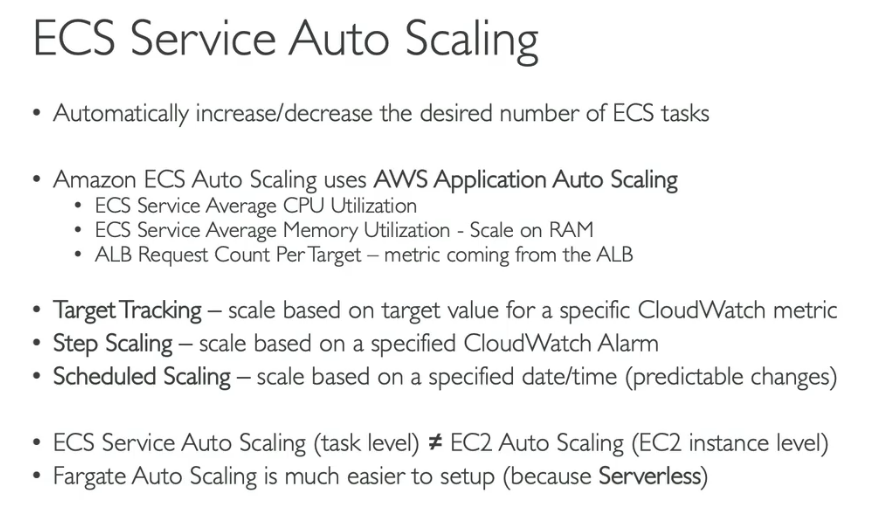 ECS Service Auto Scaling
• Automatically increase/decrease the desired number of ECS tasks
• Amazon ECS Auto Scaling uses AWS Application Auto Scaling
• ECS Service Average CPU Utilization
• ECS Service Average Memory Utilization - Scale on RAM
• ALB Request Count Per Target – metric coming from the ALB
• Target Tracking – scale based on target value for a specific CloudWatch metric
• Step Scaling – scale based on a specified CloudWatch Alarm
• Scheduled Scaling – scale based on a specified date/time (predictable changes)
• ECS Service Auto Scaling (task level) ≠ EC2 Auto Scaling (EC2 instance level)
• Fargate Auto Scaling is much easier to setup (because Serverless)